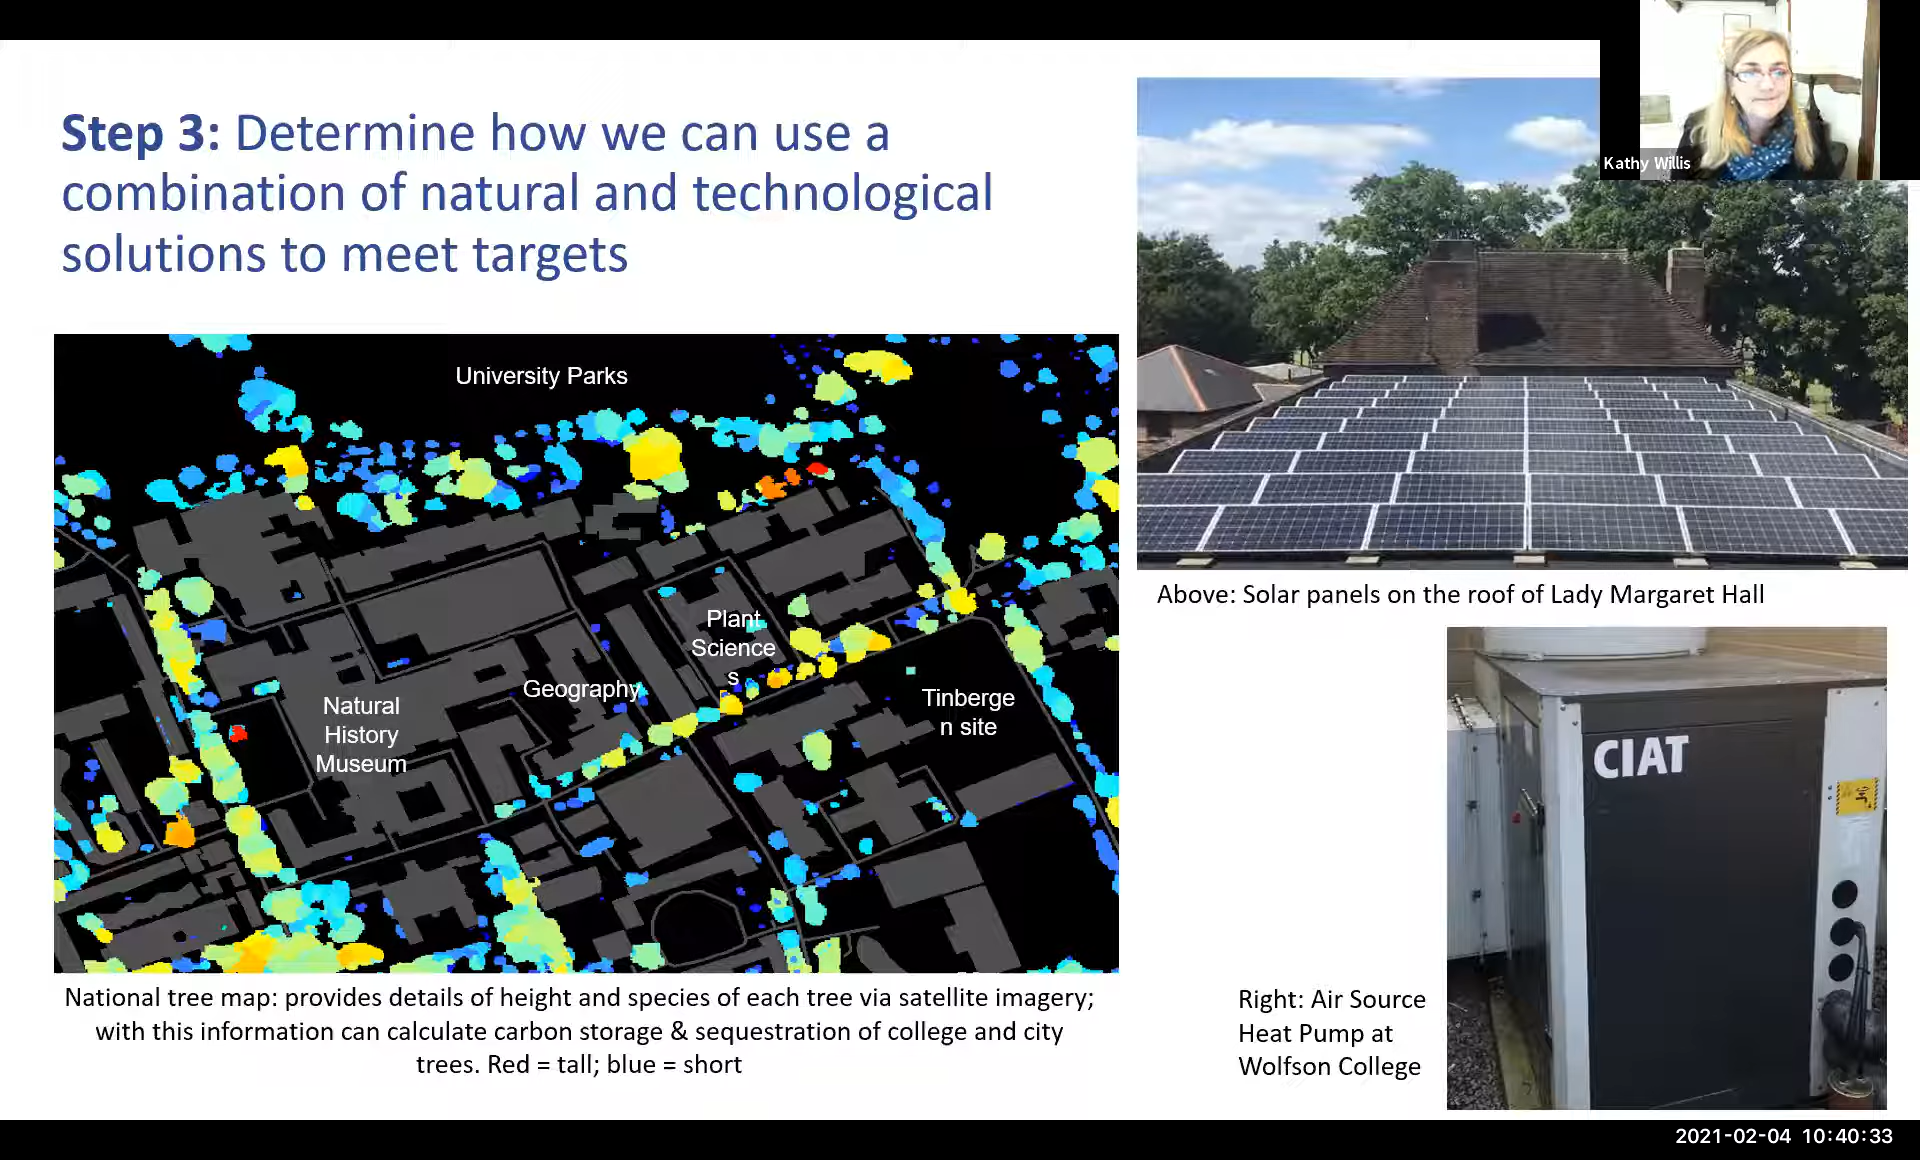 Step 3: Determine how we can use a
combination of natural and technological
solutions to meet targets
Kathy Willis
University Parks
Plant
Science
s
Geography
Natural
History
Museum
Tinberge
n site
National tree map: provides details of height and species of each tree via satellite imagery;
with this information can calculate carbon storage & sequestration of college and city
trees. Red = tall; blue = short
Above: Solar panels on the roof of Lady Margaret Hall
CIAT
Right: Air Source
Heat Pump at
Wolfson College
2021-02-04 10:40:33